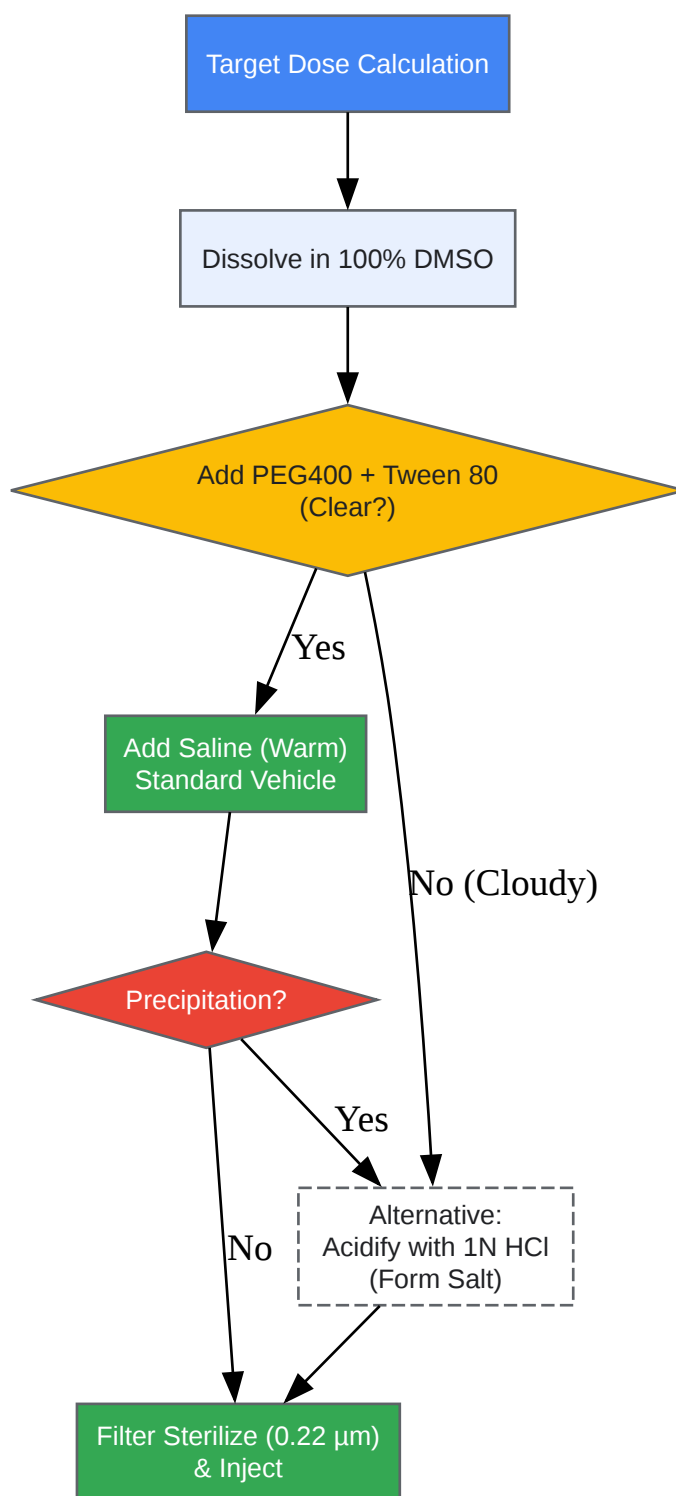 Target Dose Calculation
Dissolve in 100% DMSO
Add PEG400 + Tween 80
(Clear?)
Yes
Add Saline (Warm)
Standard Vehicle
No (Cloudy)
Precipitation?
Yes
Alternative:
Acidify with 1N HCl
(Form Salt)
No
Filter Sterilize (0.22 µm)
& Inject